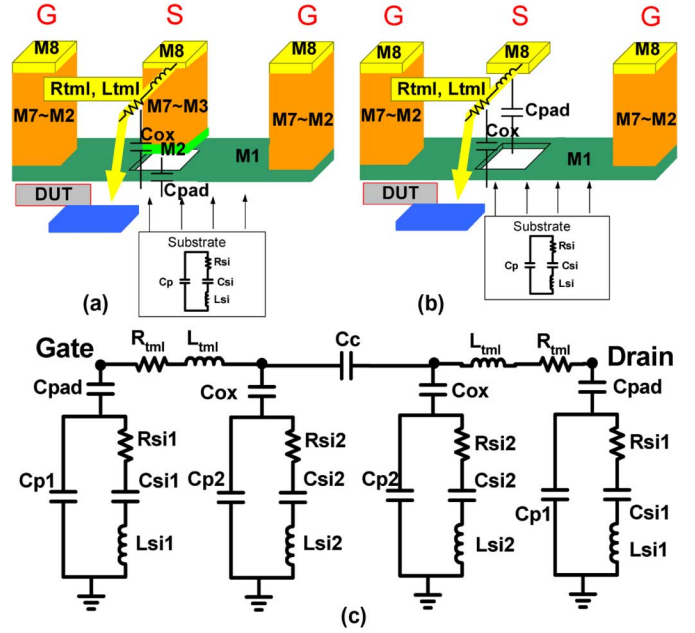 G S G G S G
M8 M8 M8 M8 M8 M8
Rtml, Ltml Rtml, Ltml
M7~M2 M7~M3 M7~M2 M7~M2 Cpad M7~M2
Cox M2 M1 Cox M1
Cpad
DUT DUT
Substrate Substrate
Rsi Rsi
Cp Csi Cp Csi
Lsi Lsi
(a) (b)
Gate Rtml Ltml Cc Ltml Rtml Drain
Cpad Cox Cox Cpad
Rsi1 Rsi2 Rsi2 Rsi1
Cp1 Csi1 Cp2 Csi2 Cp2 Csi2 Cp1 Csi1
Lsi1 Lsi2 Lsi2 Lsi1
(c)